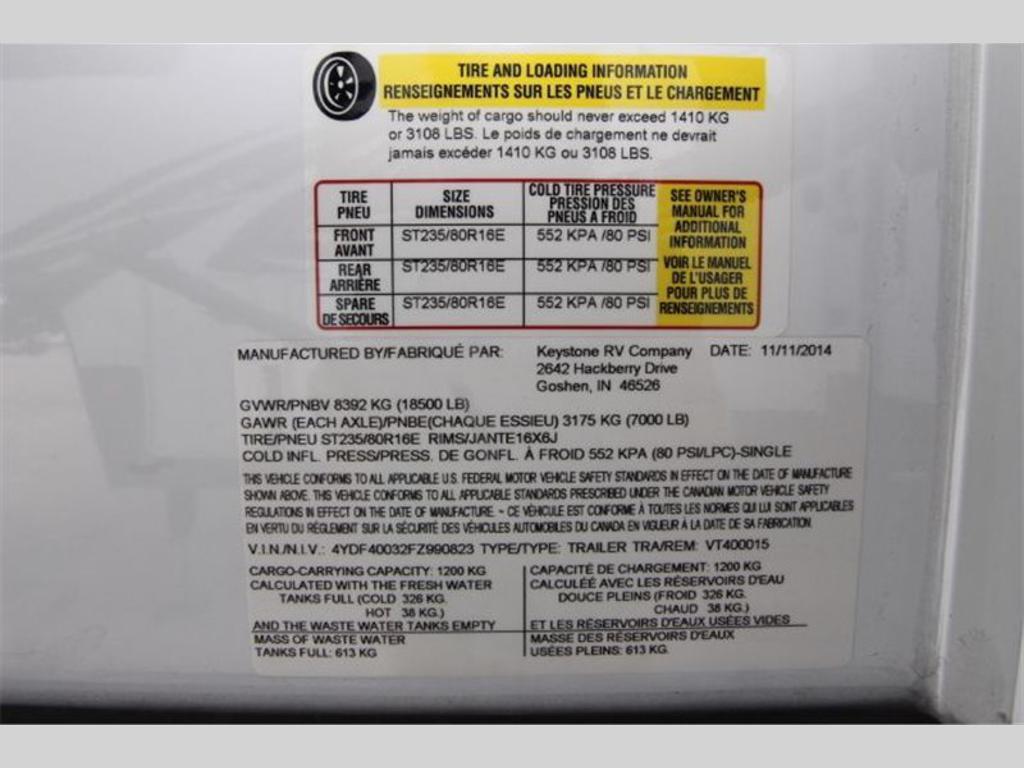 TIRE AND LOADING INFORMATION
RENSEIGNEMENTS SUR LES PNEUS ET LE CHARGEMENT
The weight of cargo should never exceed 1410 KG
or 3108 LBS. Le poids de chargement ne devrait
jamais excéder 1410 KG ou 3108 LBS.
TIRE PNEU SIZE DIMENSIONS COLD TIRE PRESSURE PRESSION DES PNEUS A FROID
FRONT AVANT ST235/80R16E 552 KPA /80 PSI
REAR ARRIÈRE ST235/80R16E 552 KPA /80 PSI
SPARE DE SECOURS ST235/80R16E 552 KPA /80 PSI
SEE OWNER'S
MANUAL FOR
ADDITIONAL
INFORMATION
VOIR LE MANUEL
DE L'USAGER
POUR PLUS DE
RENSEIGNEMENTS
MANUFACTURED BY/FABRIQUÉ PAR: Keystone RV Company DATE: 11/11/2014
2642 Hackberry Drive
Goshen, IN 46526
GVWR/PNBV 8392 KG (18500 LB)
GAWR (EACH AXLE)/PNBE(CHAQUE ESSIEU) 3175 KG (7000 LB)
TIRE/PNEU ST235/80R16E RIMS/JANTE16X6J
COLD INFL. PRESS/PRESS. DE GONFL. À FROID 552 KPA (80 PSI/LPC)-SINGLE
THIS VEHICLE CONFORMS TO ALL APPLICABLE U.S. FEDERAL MOTOR VEHICLE SAFETY STANDARDS IN EFFECT ON THE DATE OF MANUFACTURE
SHOWN ABOVE. THIS VEHICLE CONFORMS TO ALL APPLICABLE STANDARDS PRESCRIBED UNDER THE CANADIAN MOTOR VEHICLE SAFETY
REGULATIONS IN EFFECT ON THE DATE OF MANUFACTURE. - CE VÉHICULE EST CONFORME À TOUTES LES NORMES QUI LUI SONT APPLICABLES
EN VERTU DU RÈGLEMENT SUR LA SÉCURITÉ DES VÉHICULES AUTOMOBILES DU CANADA EN VIGUEUR À LA DATE DE SA FABRICATION.
V.I.N./N.I.V.: 4YDF40032FZ990823 TYPE/TYPE: TRAILER TRA/REM: VT400015
CARGO-CARRYING CAPACITY: 1200 KG
CALCULATED WITH THE FRESH WATER
TANKS FULL (COLD 326 KG.
HOT 38 KG.)
AND THE WASTE WATER TANKS EMPTY
MASS OF WASTE WATER
TANKS FULL: 613 KG
CAPACITÉ DE CHARGEMENT: 1200 KG
CALCULÉE AVEC LES RÉSERVOIRS D'EAU
DOUCE PLEINS (FROID 326 KG.
CHAUD 38 KG.)
ET LES RÉSERVOIRS D'EAUX USÉES VIDES
MASSE DES RÉSERVOIRS D'EAUX
USÉES PLEINS: 613 KG.